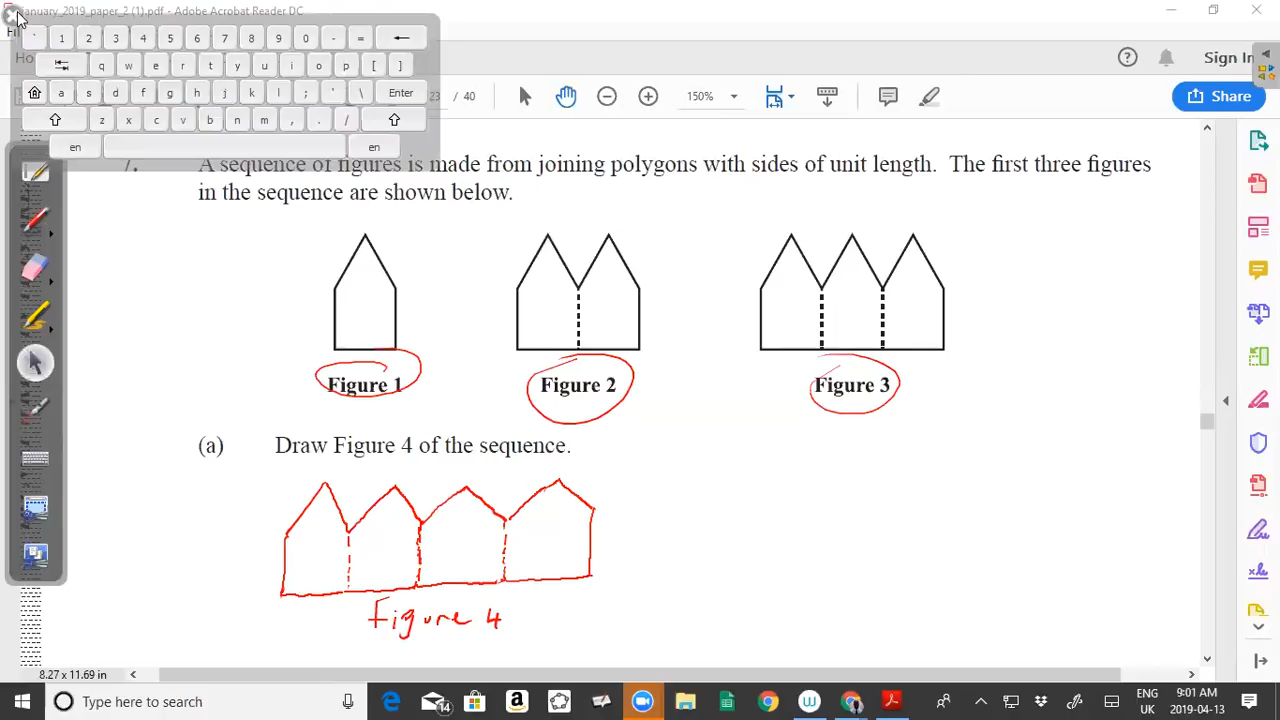 january_2019_paper_2 (1).pdf - Adobe Acrobat Reader DC
` 1 2 3 4 5 6 7 8 9 0 - =
q w e r t y u i o p [ ]
Sign In
a s d f g h j k l ; ' \ Enter
23 / 40
150%
Share
z x c v b n m , . /
en en
7. A sequence of figures is made from joining polygons with sides of unit length. The first three figures
in the sequence are shown below.
Figure 1 Figure 2 Figure 3
(a) Draw Figure 4 of the sequence.
Figure 4
8.27 x 11.69 in
Type here to search
14
ENG
UK
9:01 AM
2019-04-13